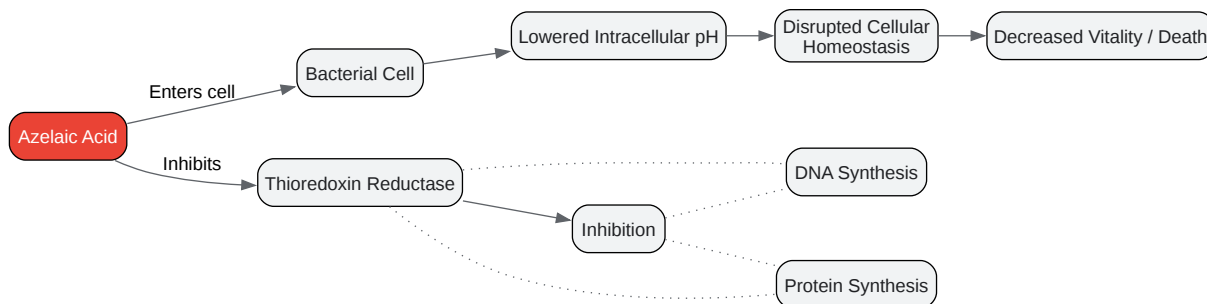 Lowered Intracellular pH
Disrupted Cellular
Homeostasis
Decreased Vitality / Death
Bacterial Cell
Enters cell
Azelaic Acid
Inhibits
Thioredoxin Reductase
DNA Synthesis
Inhibition
Protein Synthesis